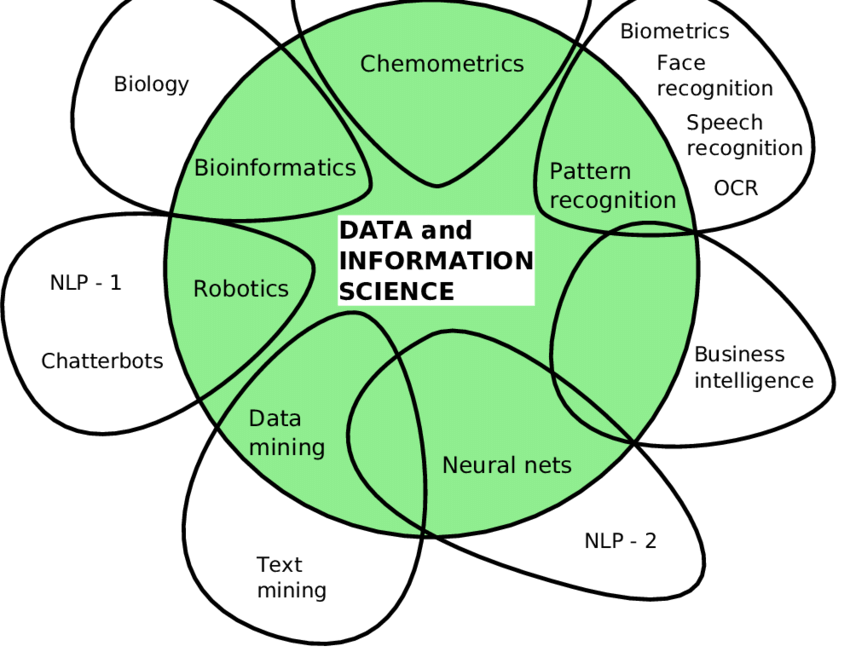 Biometrics
Face
recognition
Speech
recognition
OCR
Chemometrics
Biology
Bioinformatics
Pattern
recognition
DATA and
INFORMATION
SCIENCE
NLP - 1
Robotics
Chatterbots
Business
intelligence
Data
mining
Neural nets
NLP - 2
Text
mining